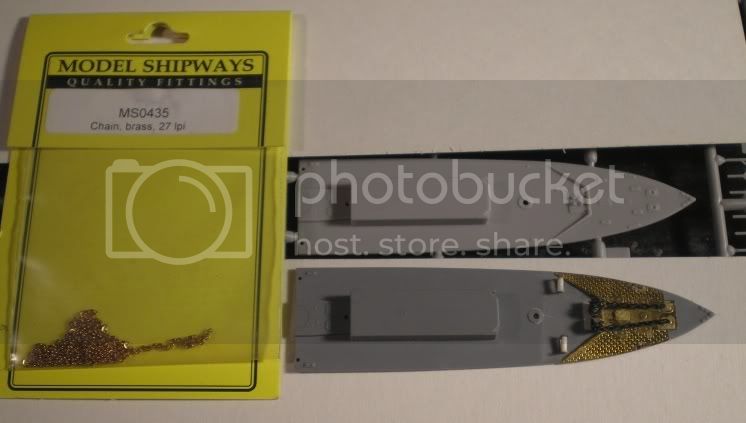 MODEL SHIPWAYS
QUALITY FITTINGS
MS0435
Chain, brass, 27 lpi
photobucket
host. store. share.